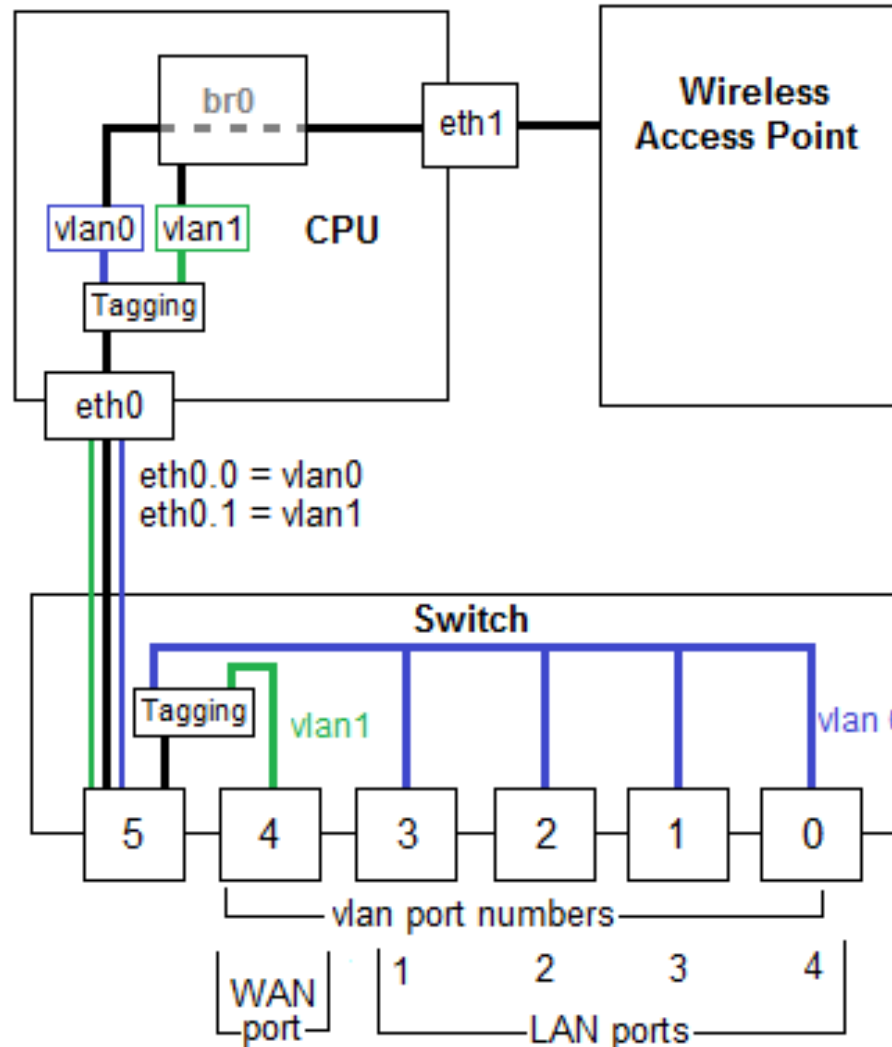 br0
eth1
Wireless
Access Point
vlan0
vlan1
CPU
Tagging
eth0
eth0.0 = vlan0
eth0.1 = vlan1
Switch
Tagging
vlan1
vlan
5
4
3
2
1
0
vlan port numbers
1
2
3
4
WAN
port
LAN ports